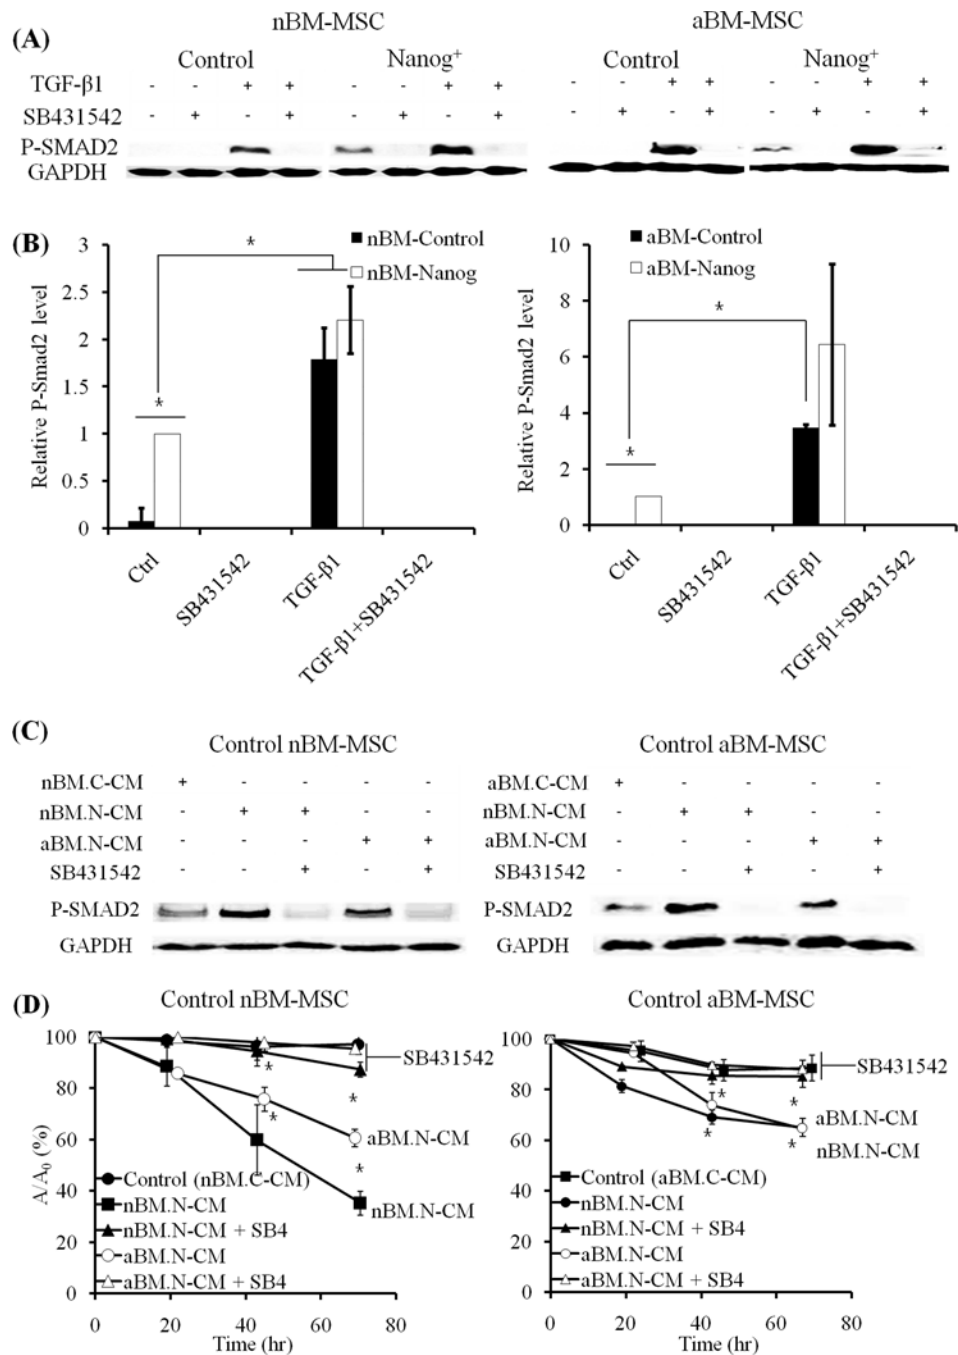 (A)
nBM-MSC aBM-MSC
Control Nanog⁺ Control Nanog⁺
TGF-β1 - - + + - - + + - - + + - - + +
SB431542 - + - + - + - + - + - + - + - +
P-SMAD2
GAPDH
(B)
Relative P-Smad2 level
3
2.5
2
1.5
1
0.5
0
*
*
nBM-Control
nBM-Nanog
Ctrl
SB431542
TGF-β1
TGF-β1+SB431542
Relative P-Smad2 level
10
8
6
4
2
0
*
*
aBM-Control
aBM-Nanog
Ctrl
SB431542
TGF-β1
TGF-β1+SB431542
(C)
Control nBM-MSC
nBM.C-CM + - - - -
nBM.N-CM - + + - -
aBM.N-CM - - - + +
SB431542 - - + - +
P-SMAD2
GAPDH
Control aBM-MSC
aBM.C-CM + - - - -
nBM.N-CM - + + - -
aBM.N-CM - - - + +
SB431542 - - + - +
P-SMAD2
GAPDH
(D)
Control nBM-MSC
A/A₀ (%)
100
80
60
40
20
0
SB431542
*
*
*
*
aBM.N-CM
nBM.N-CM
Control (nBM.C-CM)
nBM.N-CM
nBM.N-CM + SB4
aBM.N-CM
aBM.N-CM + SB4
0 20 40 60 80
Time (hr)
Control aBM-MSC
100
80
60
40
20
0
SB431542
*
*
*
*
aBM.N-CM
nBM.N-CM
Control (aBM.C-CM)
nBM.N-CM
nBM.N-CM + SB4
aBM.N-CM
aBM.N-CM + SB4
0 20 40 60 80
Time (hr)